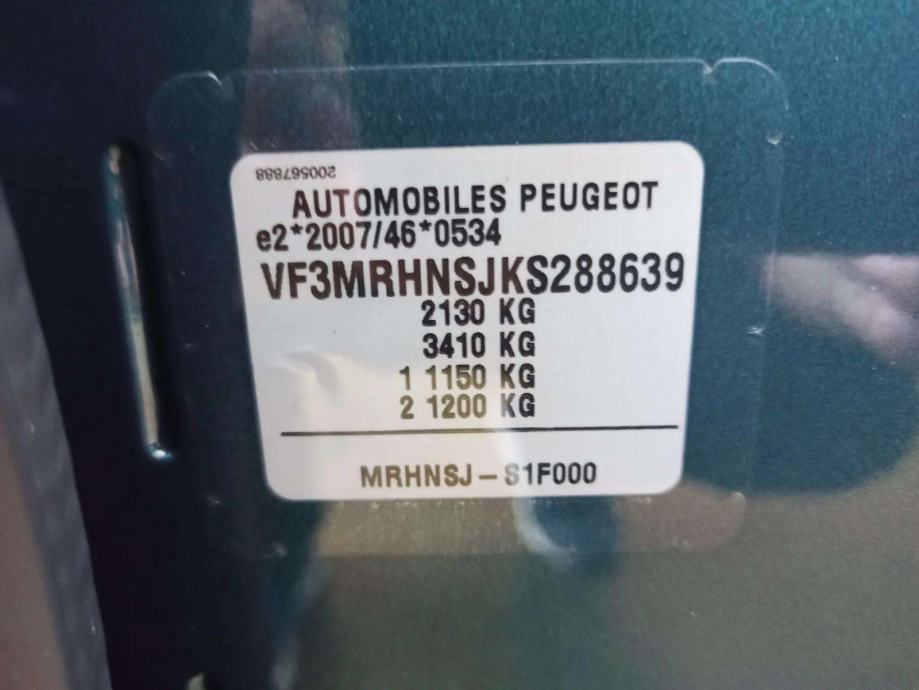 200567888
AUTOMOBILES PEUGEOT
e2*2007/46*0534
VF3MRHNSJKS288639
2130 KG
3410 KG
1 1150 KG
2 1200 KG
MRHNSJ-S1F000